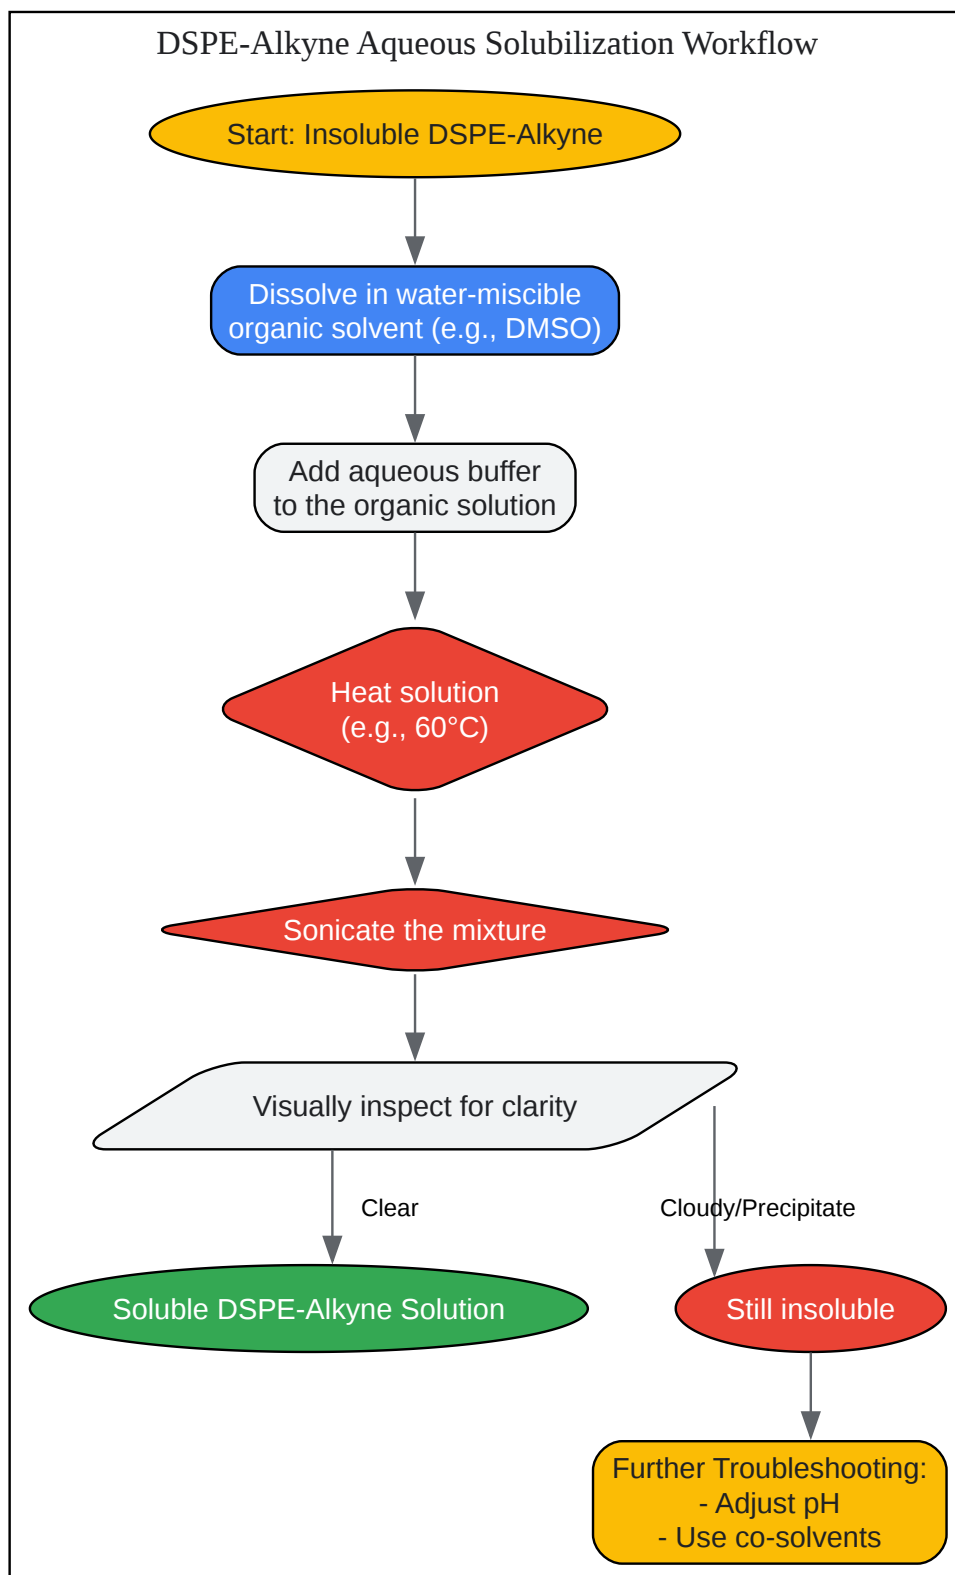 DSPE-Alkyne Aqueous Solubilization Workflow
Start: Insoluble DSPE-Alkyne
Dissolve in water-miscible
organic solvent (e.g., DMSO)
Add aqueous buffer
to the organic solution
Heat solution
(e.g., 60°C)
Sonicate the mixture
Visually inspect for clarity
Clear
Cloudy/Precipitate
Soluble DSPE-Alkyne Solution
Still insoluble
Further Troubleshooting:
- Adjust pH
- Use co-solvents